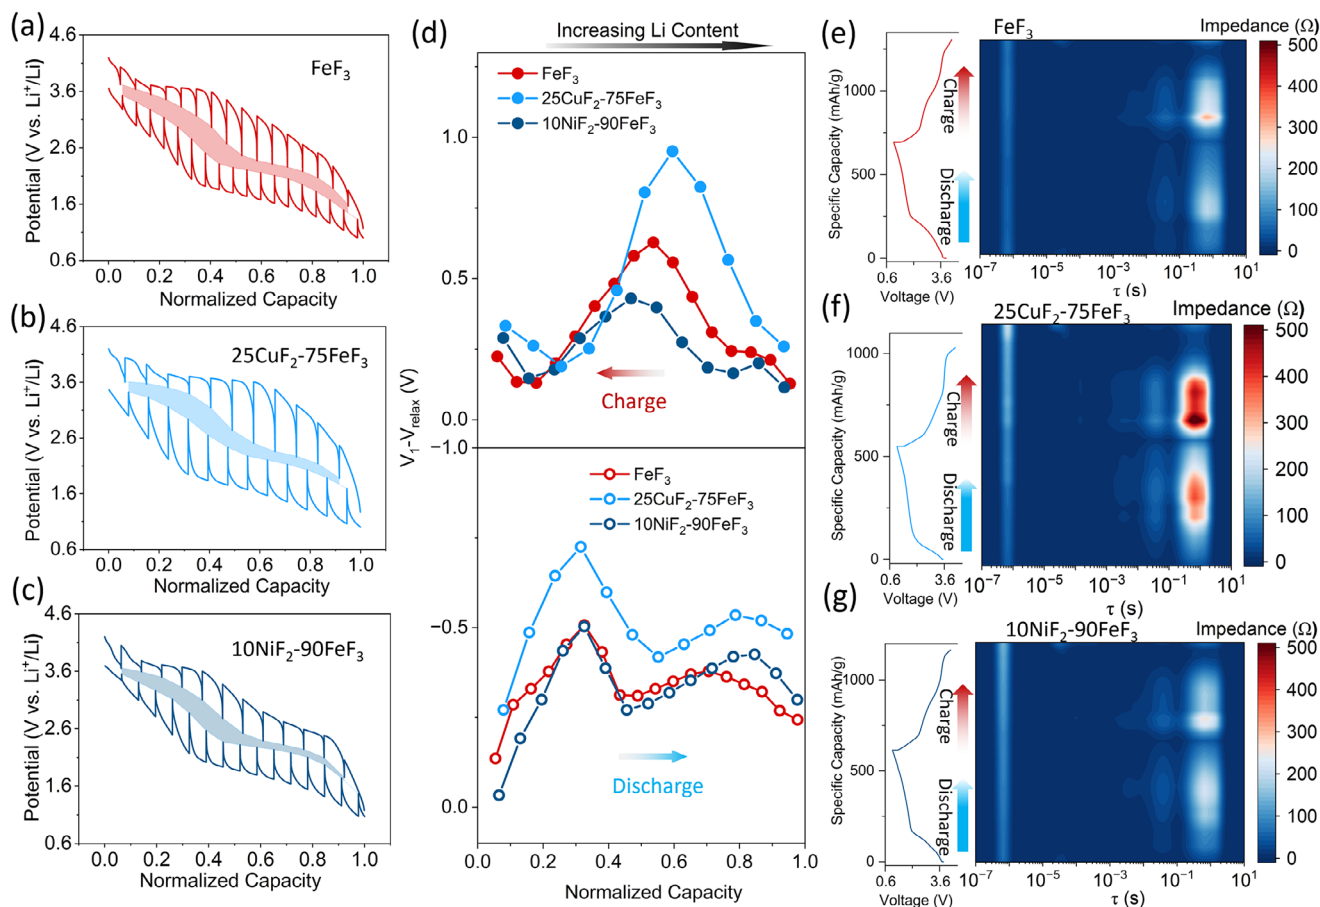 (a)
FeF3
4.6
3.6
2.6
1.6
0.6
Potential (V vs. Li+/Li)
0.0 0.2 0.4 0.6 0.8 1.0
Normalized Capacity
(b)
25CuF2-75FeF3
4.6
3.6
2.6
1.6
0.6
Potential (V vs. Li+/Li)
0.0 0.2 0.4 0.6 0.8 1.0
Normalized Capacity
(c)
10NiF2-90FeF3
4.6
3.6
2.6
1.6
0.6
Potential (V vs. Li+/Li)
0.0 0.2 0.4 0.6 0.8 1.0
Normalized Capacity
(d)
Increasing Li Content
FeF3
25CuF2-75FeF3
10NiF2-90FeF3
1.0
0.5
0.0
Charge
V1-Vrelax (V)
−1.0
−0.5
0.0
FeF3
25CuF2-75FeF3
10NiF2-90FeF3
Discharge
0.0 0.2 0.4 0.6 0.8 1.0
Normalized Capacity
(e)
FeF3
Impedance (Ω)
Specific Capacity (mAh/g)
1000
500
0
Charge
Discharge
0.6 3.6
Voltage (V)
10−7 10−5 10−3 10−1 101
τ (s)
500
400
300
200
100
0
(f)
25CuF2-75FeF3
Impedance (Ω)
Specific Capacity (mAh/g)
1000
500
0
Charge
Discharge
0.6 3.6
Voltage (V)
10−7 10−5 10−3 10−1 101
τ (s)
500
400
300
200
100
0
(g)
10NiF2-90FeF3
Impedance (Ω)
Specific Capacity (mAh/g)
1000
500
0
Charge
Discharge
0.6 3.6
Voltage (V)
10−7 10−5 10−3 10−1 101
τ (s)
500
400
300
200
100
0